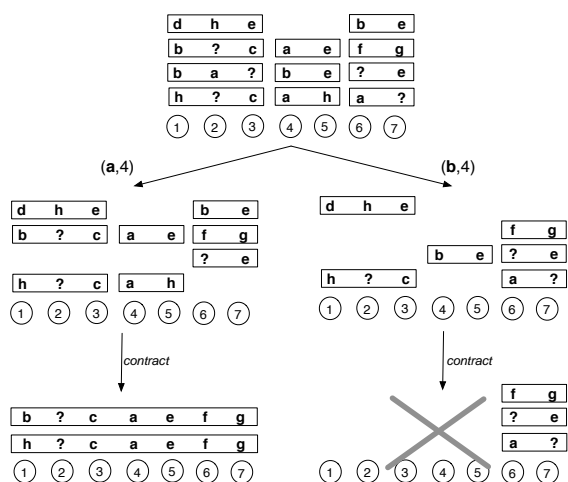 d h e b e
b ? c a e f g
b a ? b e ? e
h ? c a h a ?
1 2 3 4 5 6 7
(a,4) (b,4)
d h e b e
b ? c a e f g
? e
h ? c a h
1 2 3 4 5 6 7
contract
b ? c a e f g
h ? c a e f g
1 2 3 4 5 6 7
d h e
f g
b e ? e
h ? c a ?
1 2 3 4 5 6 7
contract
f g
? e
a ?
1 2 3 4 5 6 7